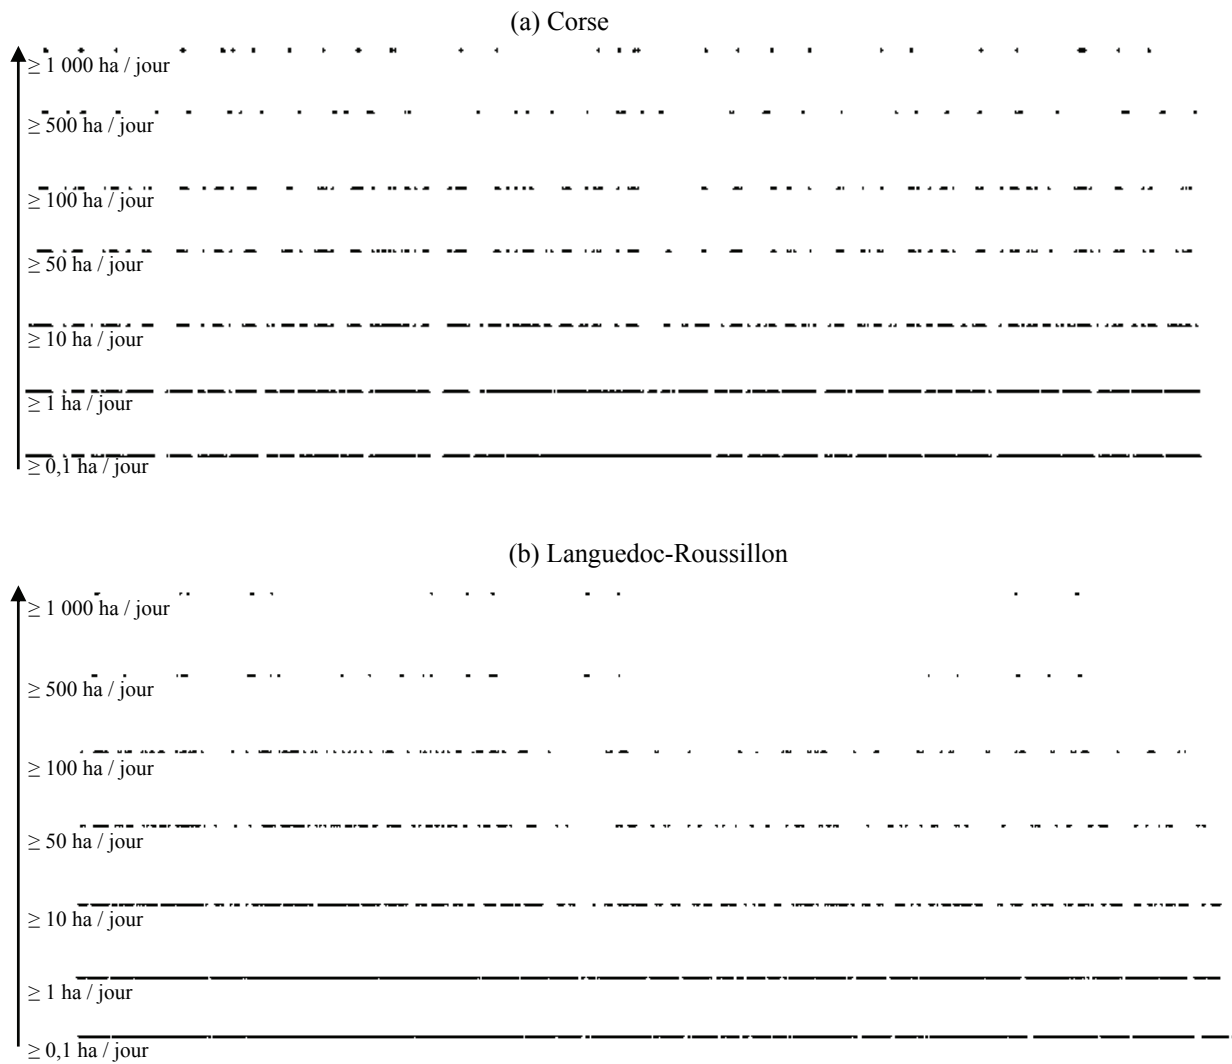 (a) Corse
≥ 1 000 ha / jour
≥ 500 ha / jour
≥ 100 ha / jour
≥ 50 ha / jour
≥ 10 ha / jour
≥ 1 ha / jour
≥ 0,1 ha / jour
(b) Languedoc-Roussillon
≥ 1 000 ha / jour
≥ 500 ha / jour
≥ 100 ha / jour
≥ 50 ha / jour
≥ 10 ha / jour
≥ 1 ha / jour
≥ 0,1 ha / jour